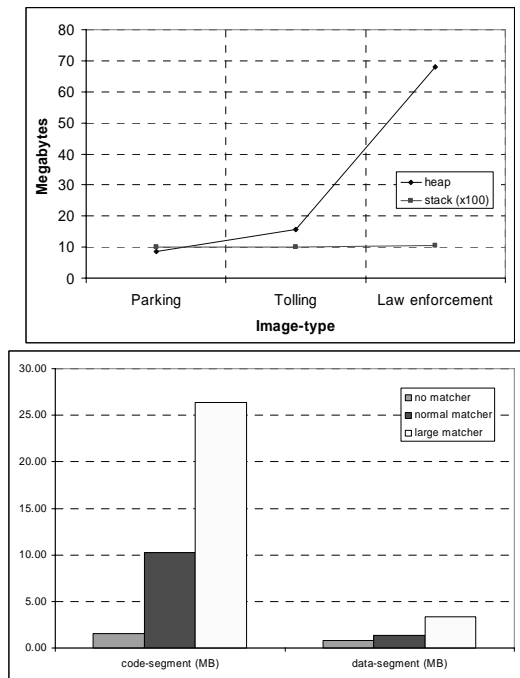 80
70
60
50
40
30
20
10
0
Megabytes
heap
stack (x100)
Parking Tolling Law enforcement
Image-type
30.00
25.00
20.00
15.00
10.00
5.00
0.00
no matcher
normal matcher
large matcher
code-segment (MB) data-segment (MB)